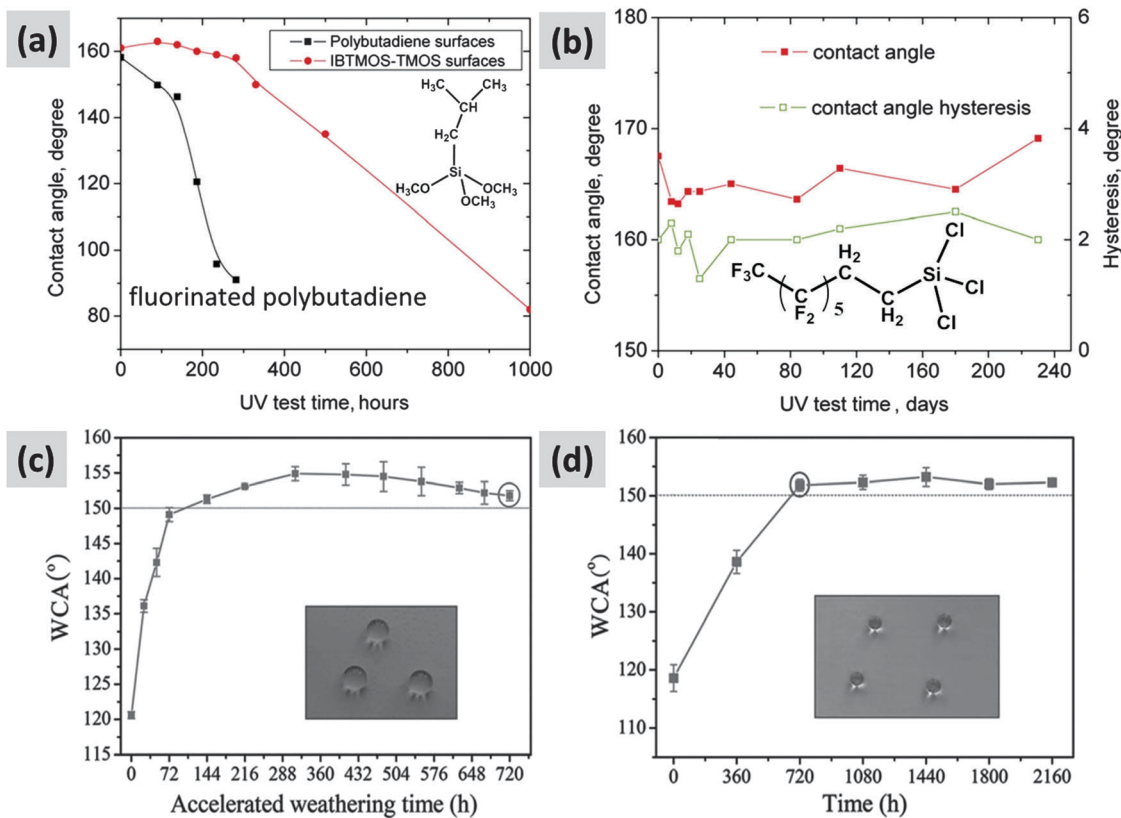 (a)
Polybutadiene surfaces
IBTMOS-TMOS surfaces
160
140
120
100
80
Contact angle, degree
CH₃
H₃C
CH
H₂C
Si
H₃CO
OCH₃
OCH₃
fluorinated polybutadiene
0
200
400
600
800
1000
UV test time, hours
(b)
contact angle
contact angle hysteresis
180
170
160
150
Contact angle, degree
6
4
2
0
Hysteresis, degree
F₃C
F₂
5
H₂
H₂
Si
Cl
Cl
Cl
0
40
80
120
160
200
240
UV test time, days
(c)
160
155
150
145
140
135
130
125
120
115
WCA(°)
0
72
144
216
288
360
432
504
576
648
720
Accelerated weathering time (h)
(d)
160
150
140
130
120
110
WCA(°)
0
360
720
1080
1440
1800
2160
Time (h)